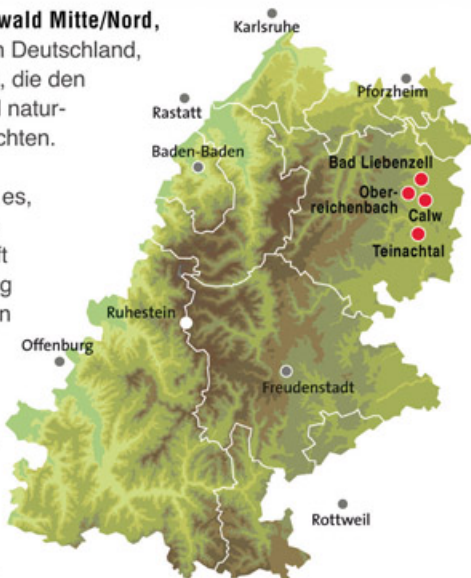 wald Mitte/Nord,
Deutschland,
, die den
natur-
chten.
es,
ft
g
n
Karlsruhe
Pforzheim
Rastatt
Baden-Baden
Bad Liebenzell
Ober-
reichenbach
Calw
Teinachtal
Ruhestein
Offenburg
Freudenstadt
Rottweil